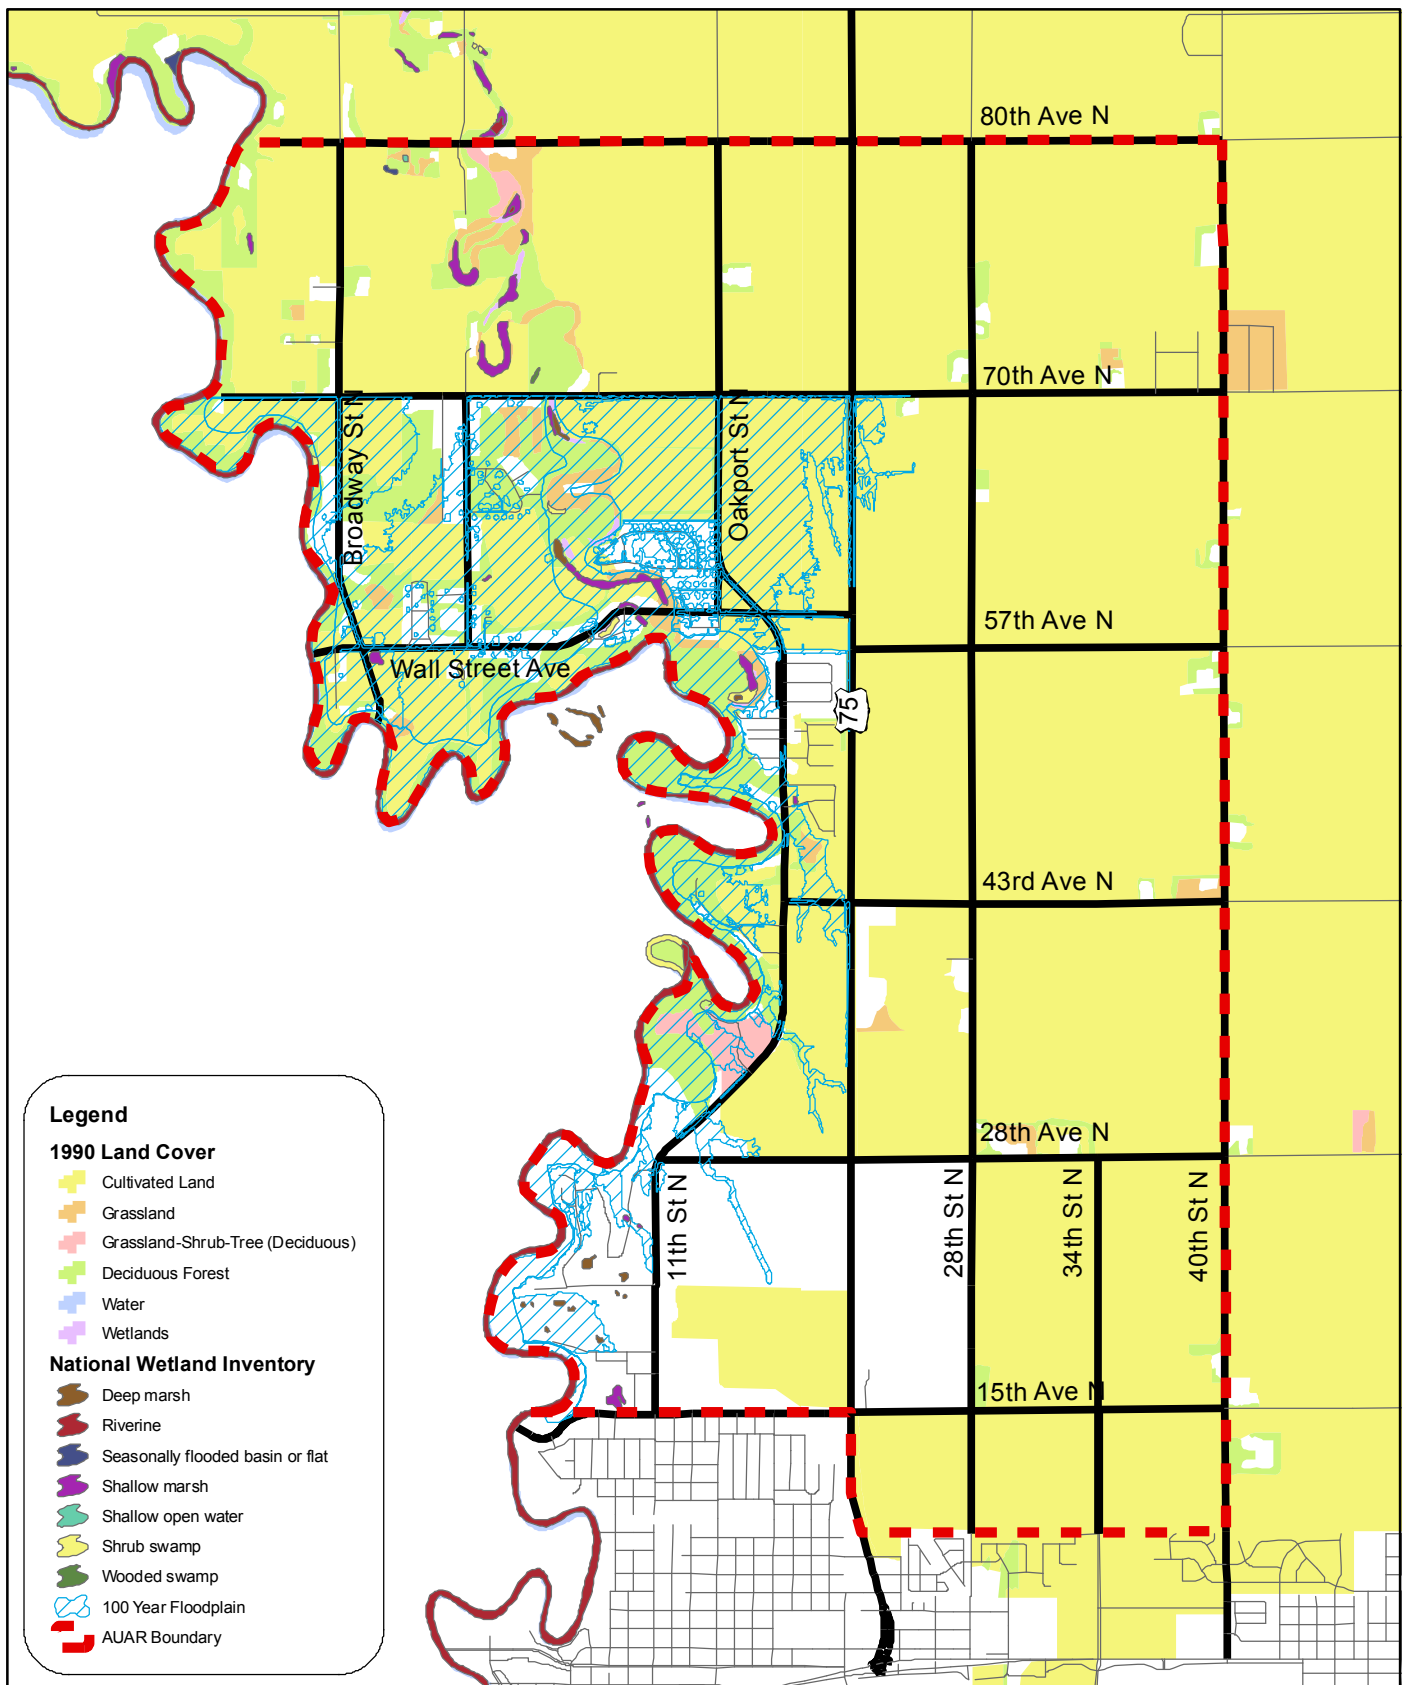 80th Ave N
70th Ave N
Broadway St N
Oakport St N
57th Ave N
Wall Street Ave
75
43rd Ave N
28th Ave N
11th St N
28th St N
34th St N
40th St N
15th Ave N
Legend
1990 Land Cover
Cultivated Land
Grassland
Grassland-Shrub-Tree (Deciduous)
Deciduous Forest
Water
Wetlands
National Wetland Inventory
Deep marsh
Riverine
Seasonally flooded basin or flat
Shallow marsh
Shallow open water
Shrub swamp
Wooded swamp
100 Year Floodplain
AUAR Boundary